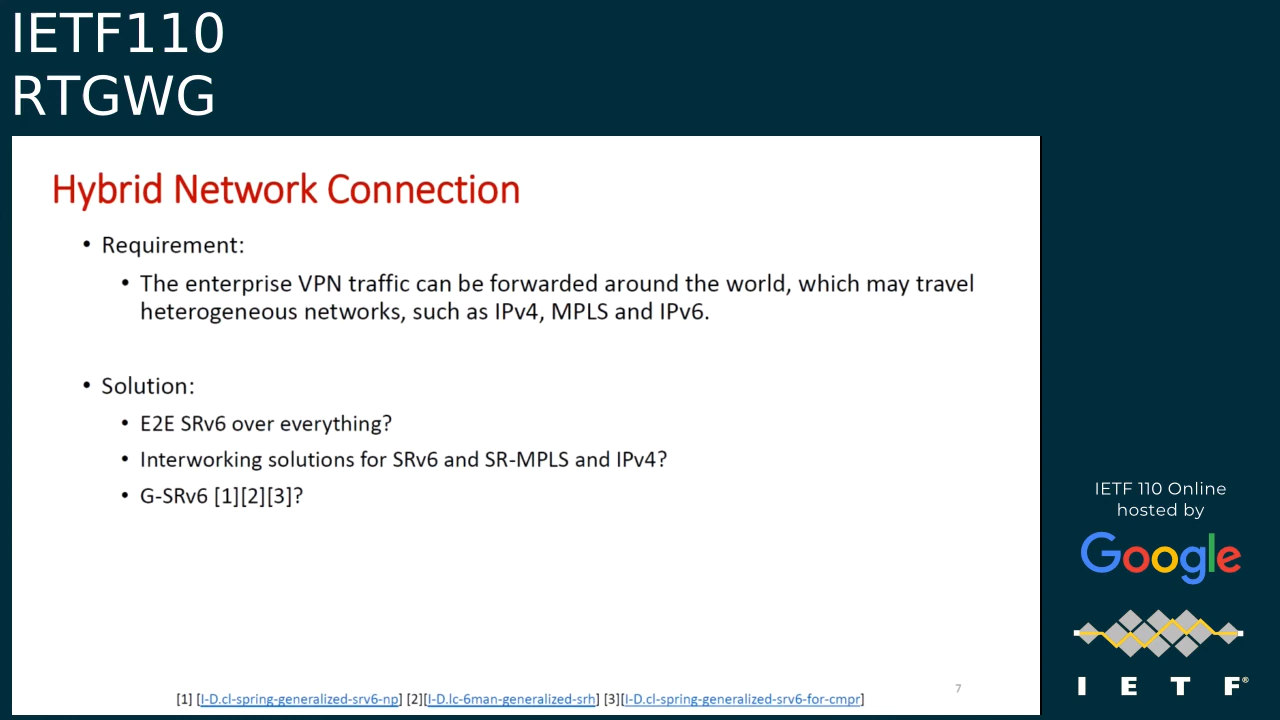 IETF110
RTGWG
Hybrid Network Connection
• Requirement:
• The enterprise VPN traffic can be forwarded around the world, which may travel
heterogeneous networks, such as IPv4, MPLS and IPv6.
• Solution:
• E2E SRv6 over everything?
• Interworking solutions for SRv6 and SR-MPLS and IPv4?
• G-SRv6 [1][2][3]?
7
[1] [I-D.cl-spring-generalized-srv6-np] [2][I-D.lc-6man-generalized-srh] [3][I-D.cl-spring-generalized-srv6-for-cmpr]
IETF 110 Online
hosted by
Google
I E T F®